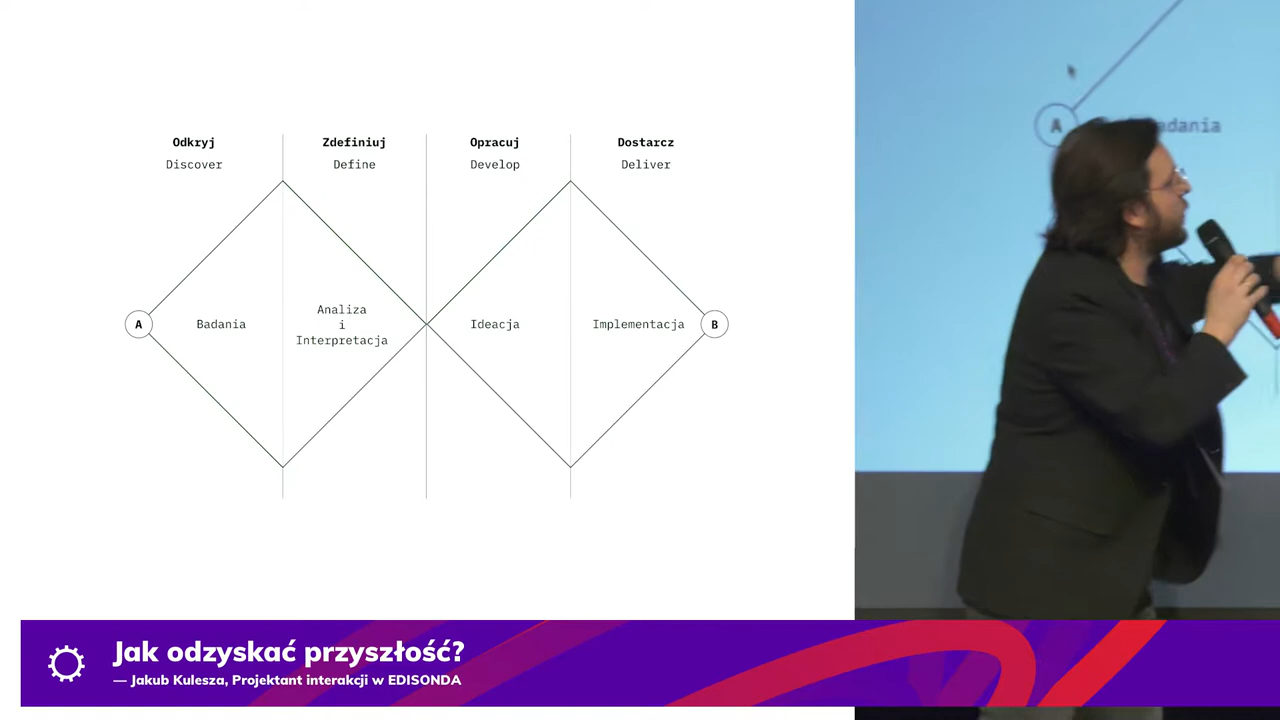 Odkryj
Discover
Zdefiniuj
Define
Opracuj
Develop
Dostarcz
Deliver
A
Badania
Analiza
i
Interpretacja
Ideacja
Implementacja
B
A
Jak odzyskać przyszłość?
— Jakub Kulesza, Projektant interakcji w EDISONDA